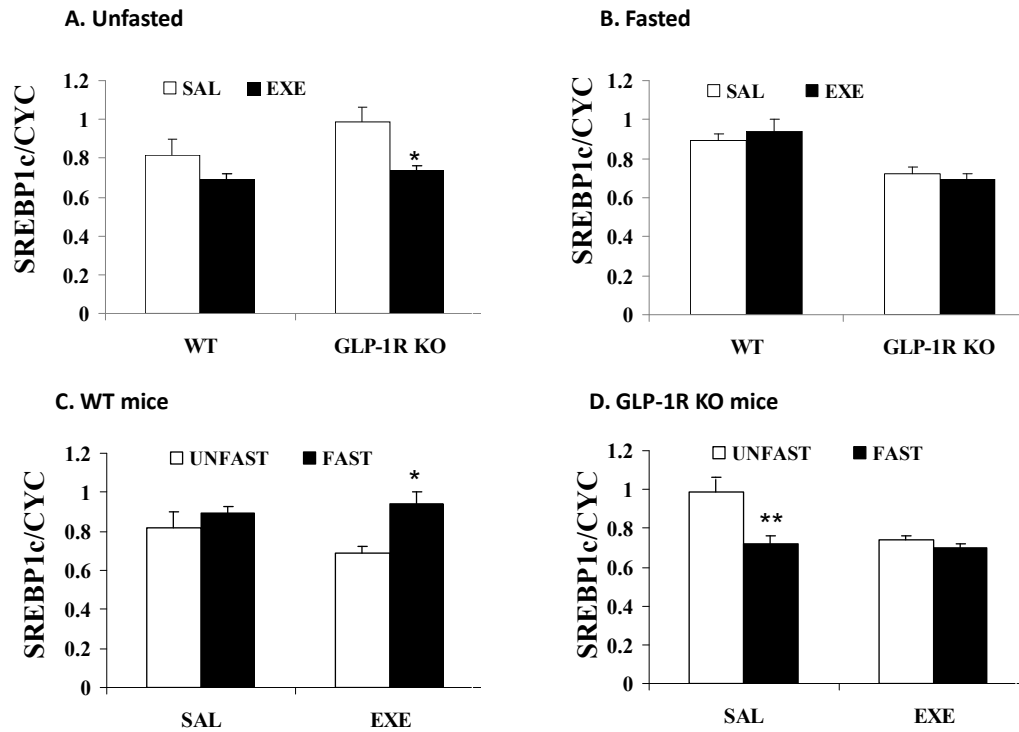 A. Unfasted
SREBP1c/CYC
1.2
1
0.8
0.6
0.4
0.2
0
SAL EXE
*
WT GLP-1R KO
B. Fasted
SREBP1c/CYC
1.2
1
0.8
0.6
0.4
0.2
0
SAL EXE
WT GLP-1R KO
C. WT mice
SREBP1c/CYC
1.2
1
0.8
0.6
0.4
0.2
0
UNFAST FAST
*
SAL EXE
D. GLP-1R KO mice
SREBP1c/CYC
1.2
1
0.8
0.6
0.4
0.2
0
UNFAST FAST
**
SAL EXE